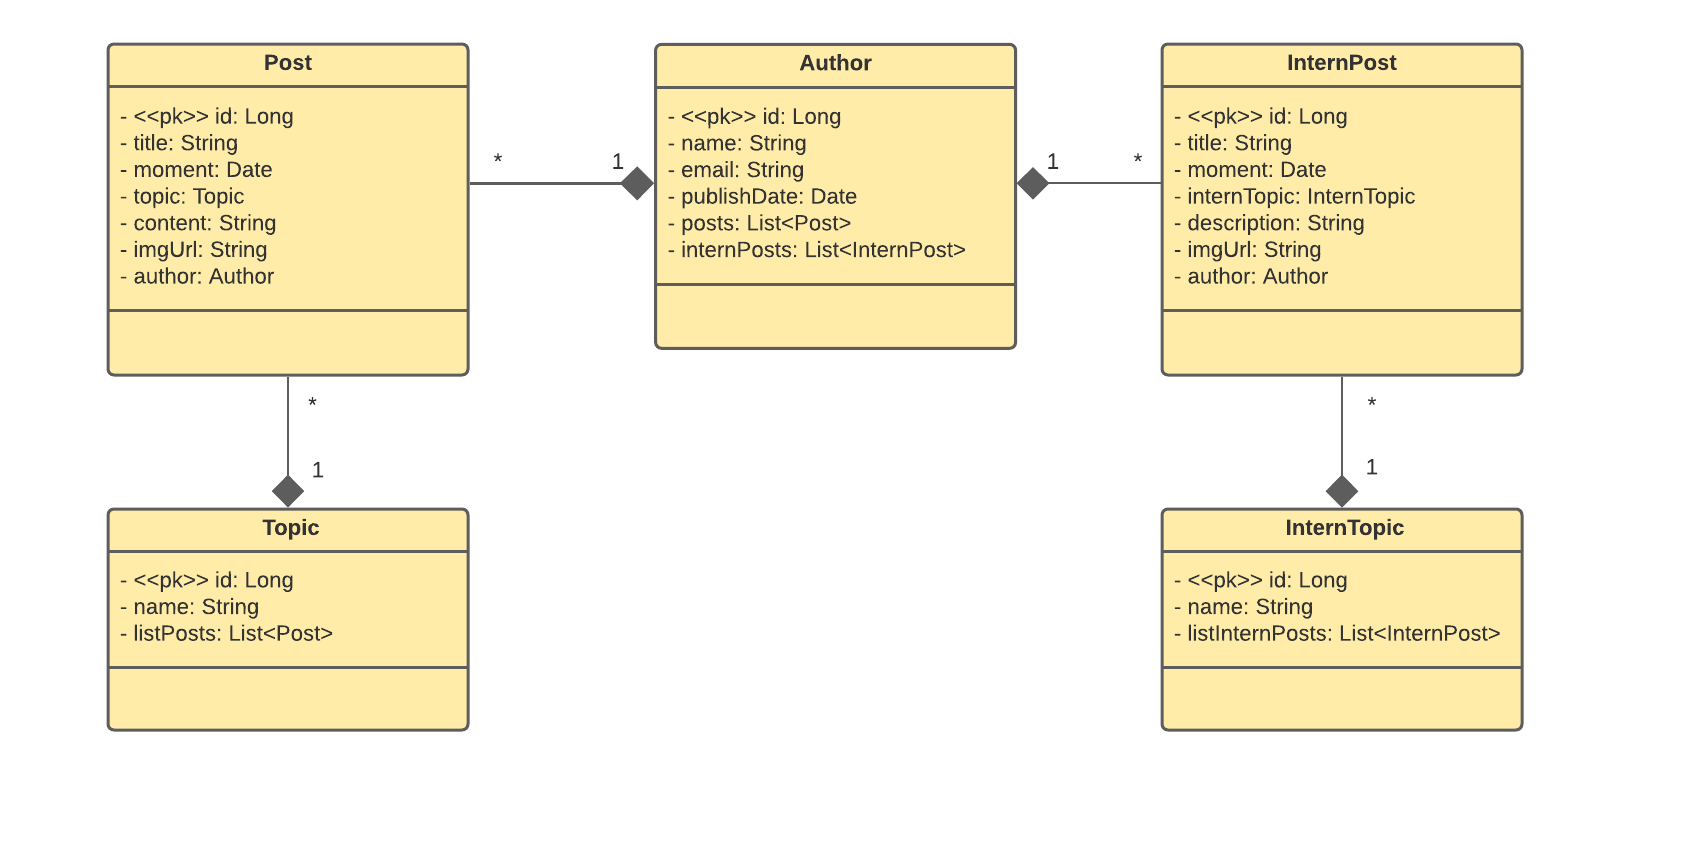 Post
- <<pk>> id: Long
- title: String
- moment: Date
- topic: Topic
- content: String
- imgUrl: String
- author: Author
*
1
Author
- <<pk>> id: Long
- name: String
- email: String
- publishDate: Date
- posts: List<Post>
- internPosts: List<InternPost>
1
*
InternPost
- <<pk>> id: Long
- title: String
- moment: Date
- internTopic: InternTopic
- description: String
- imgUrl: String
- author: Author
*
1
Topic
- <<pk>> id: Long
- name: String
- listPosts: List<Post>
*
1
InternTopic
- <<pk>> id: Long
- name: String
- listInternPosts: List<InternPost>